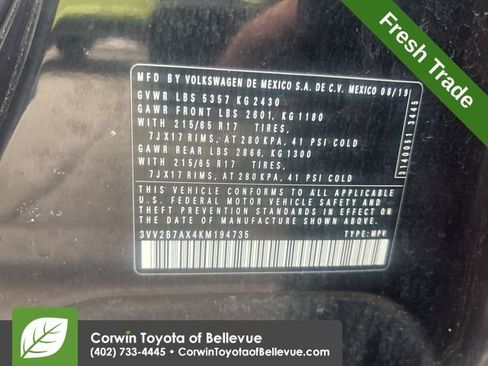 Fresh Trade
MFD BY VOLKSWAGEN DE MEXICO S.A. DE C.V. MEXICO 08/19
GVWR LBS 5357 KG 2430
GAWR FRONT LBS 2601, KG 1180
WITH 215/65 R17 TIRES,
7JX17 RIMS, AT 280 KPA, 41 PSI COLD
GAWR REAR LBS 2866, KG 1300
WITH 215/65 R17 TIRES,
7JX17 RIMS, AT 280 KPA, 41 PSI COLD
THIS VEHICLE CONFORMS TO ALL APPLICABLE
U.S. FEDERAL MOTOR VEHICLE SAFETY AND
THEFT PREVENTION STANDARDS IN EFFECT ON THE
DATE OF MANUFACTURE SHOWN ABOVE.
3VV2B7AX4KM194735 TYPE: MPV
3140951 3445
Corwin Toyota of Bellevue
(402) 733-4445 • CorwinToyotaofBellevue.com